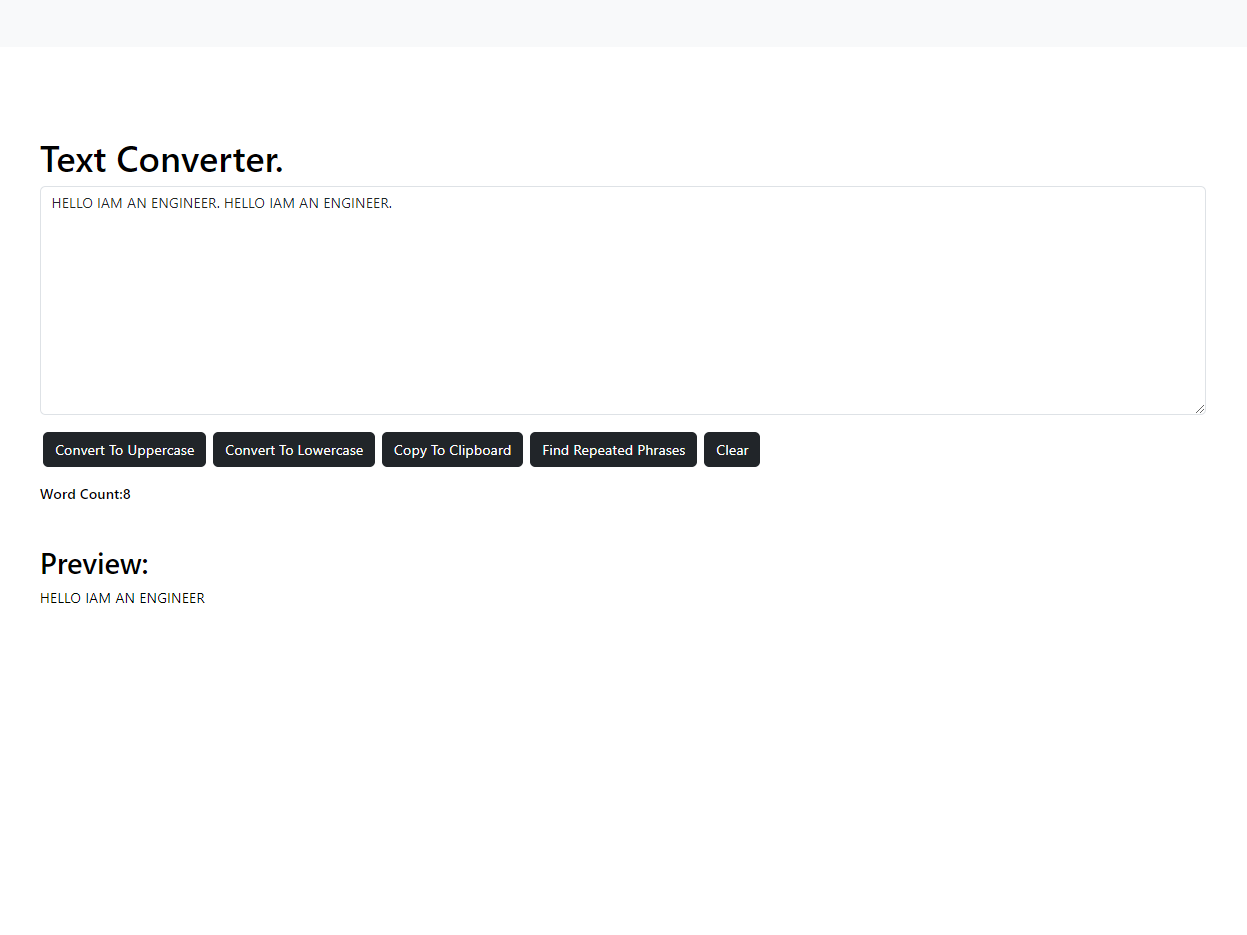 Text Converter.
HELLO IAM AN ENGINEER. HELLO IAM AN ENGINEER.
Convert To Uppercase Convert To Lowercase Copy To Clipboard Find Repeated Phrases Clear
Word Count:8
Preview:
HELLO IAM AN ENGINEER